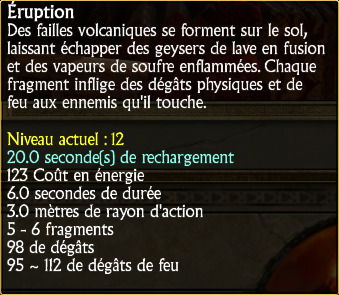 Éruption
Des failles volcaniques se forment sur le sol,
laissant échapper des geysers de lave en fusion
et des vapeurs de soufre enflammées. Chaque
fragment inflige des dégâts physiques et de
feu aux ennemis qu'il touche.
Niveau actuel : 12
20.0 seconde(s) de rechargement
123 Coût en énergie
6.0 secondes de durée
3.0 mètres de rayon d'action
5 - 6 fragments
98 de dégâts
95 ~ 112 de dégâts de feu